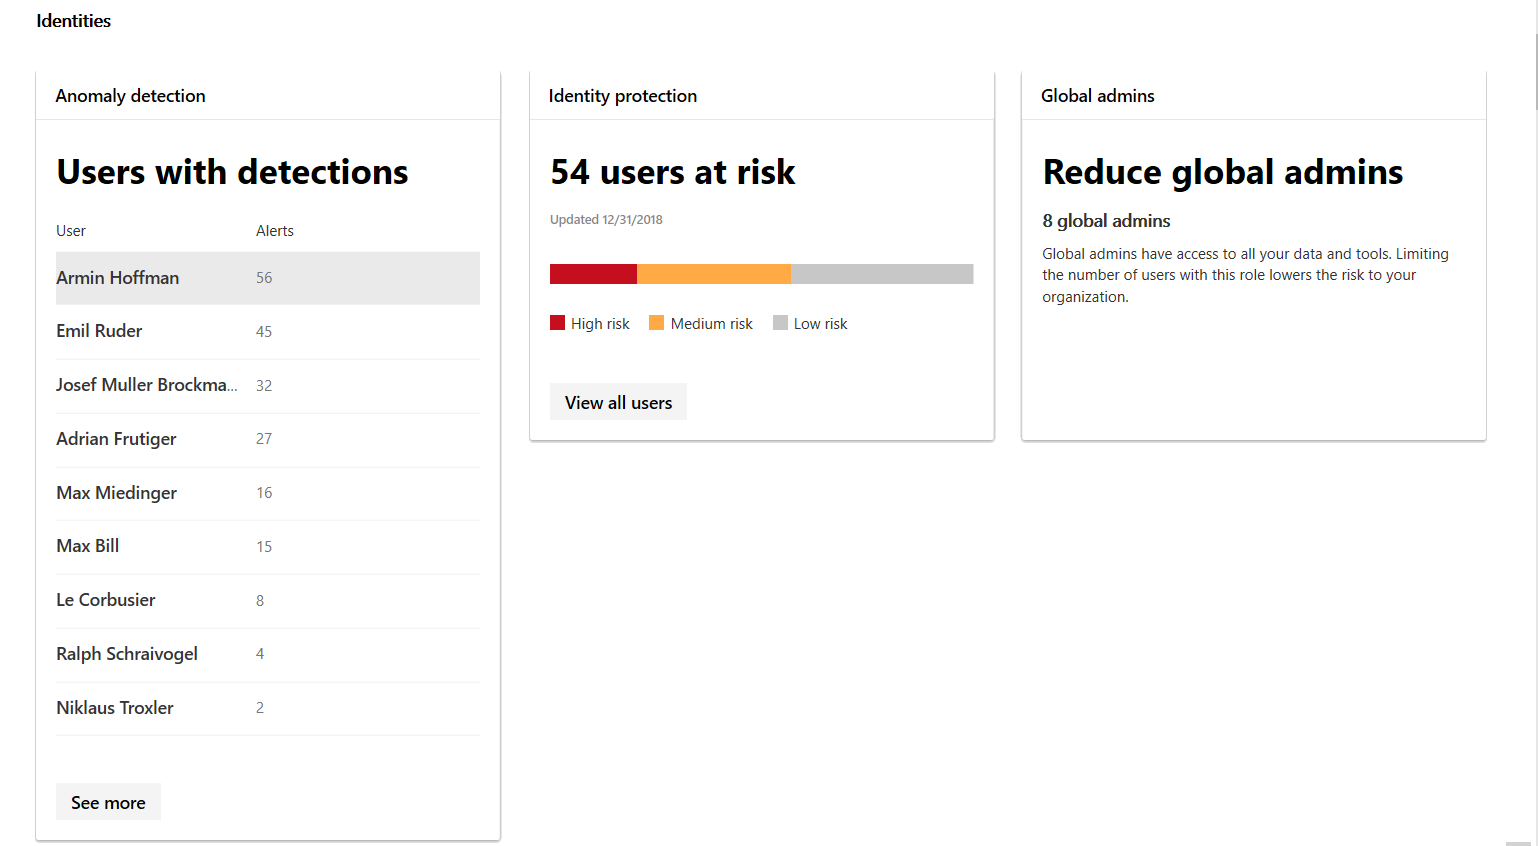 Identities
Anomaly detection
Users with detections
User Alerts
Armin Hoffman 56
Emil Ruder 45
Josef Muller Brockma... 32
Adrian Frutiger 27
Max Miedinger 16
Max Bill 15
Le Corbusier 8
Ralph Schraivogel 4
Niklaus Troxler 2
See more
Identity protection
54 users at risk
Updated 12/31/2018
High risk Medium risk Low risk
View all users
Global admins
Reduce global admins
8 global admins
Global admins have access to all your data and tools. Limiting
the number of users with this role lowers the risk to your
organization.